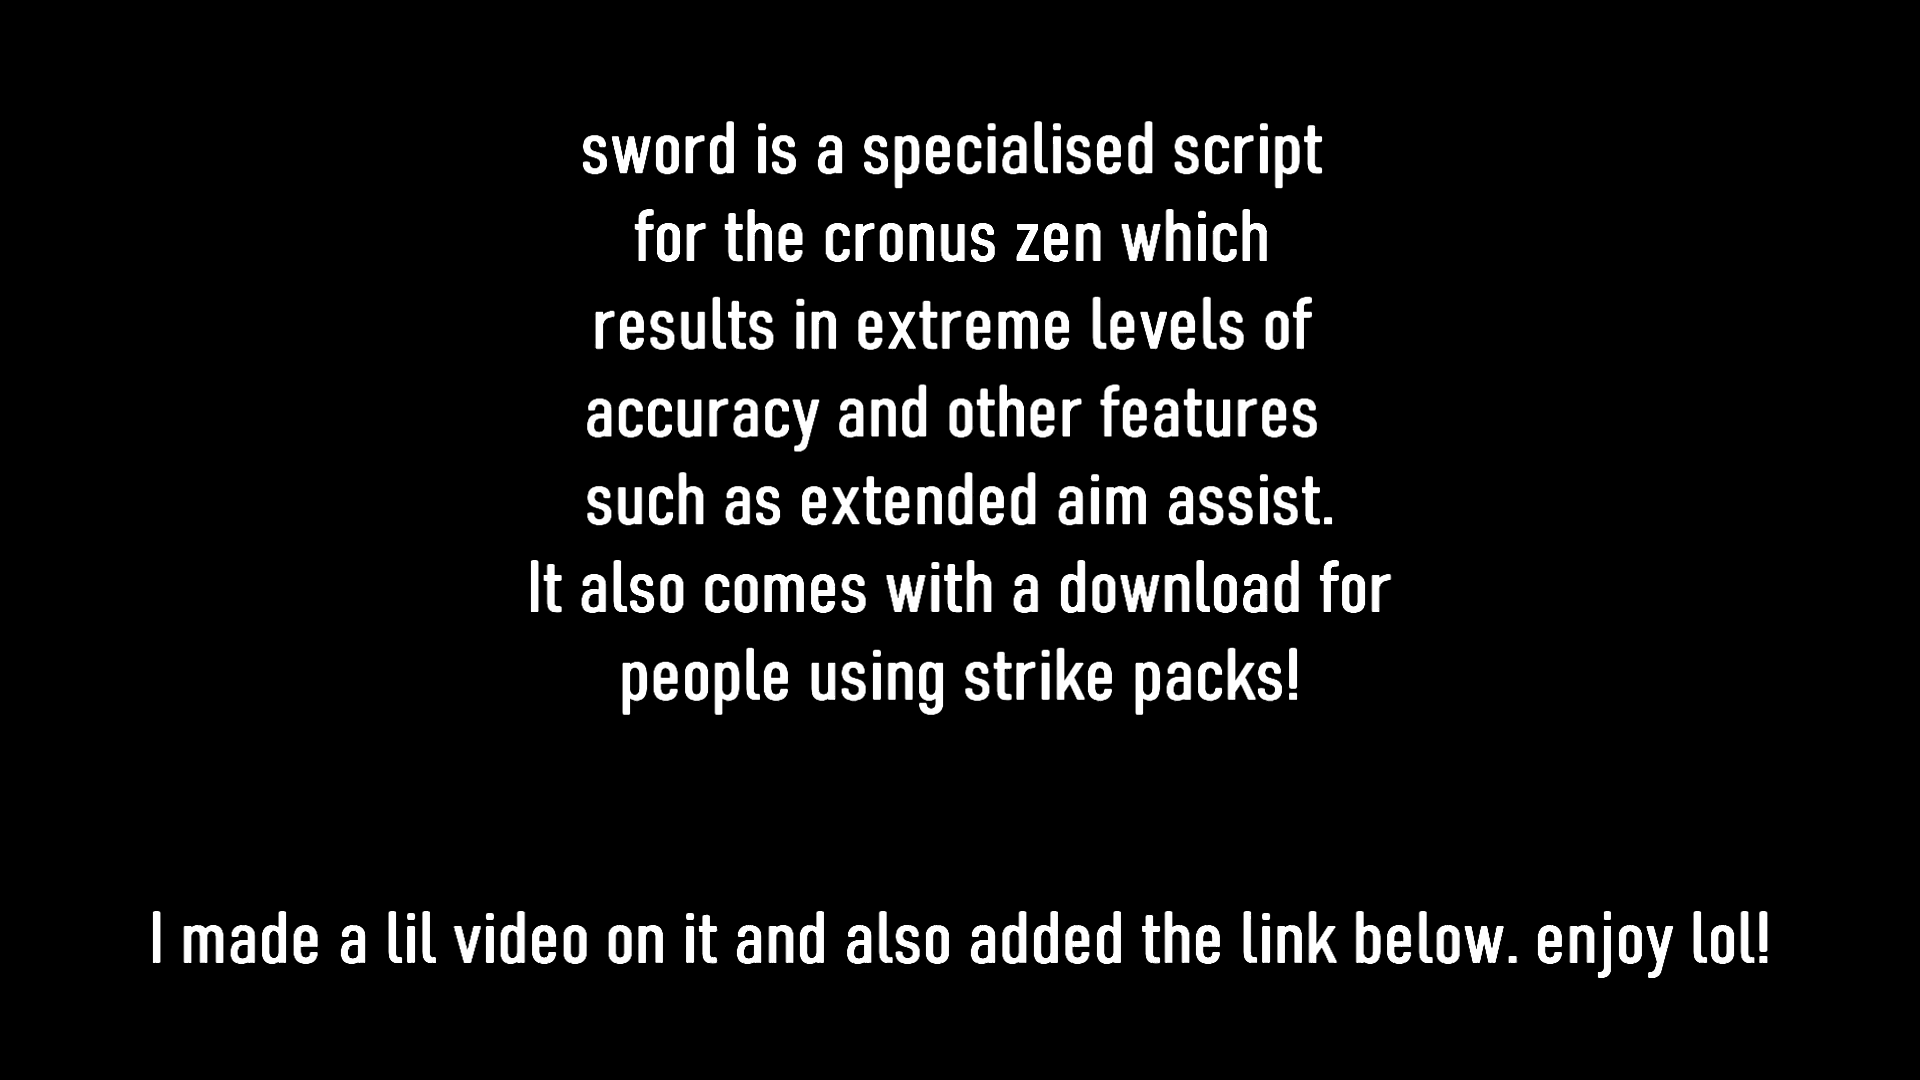 sword is a specialised script
for the cronus zen which
results in extreme levels of
accuracy and other features
such as extended aim assist.
It also comes with a download for
people using strike packs!
I made a lil video on it and also added the link below. enjoy lol!